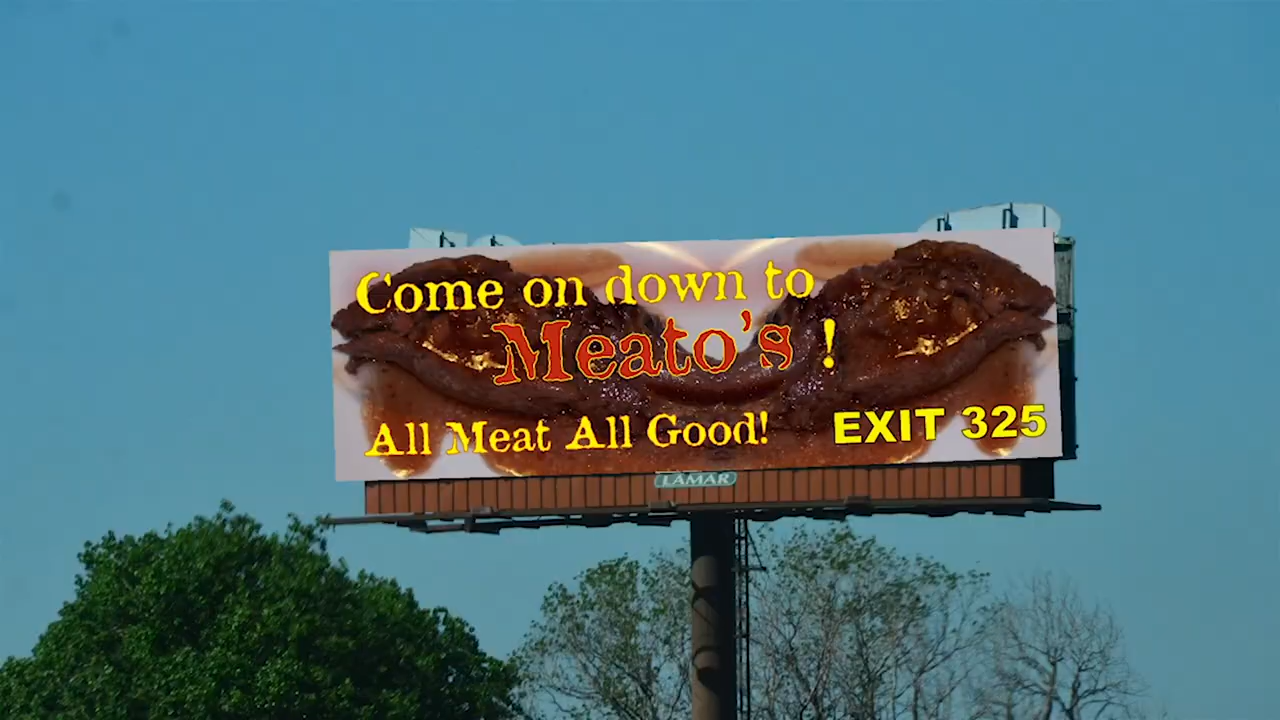 Come on down to
Meato's !
All Meat All Good!
EXIT 325
LAMAR